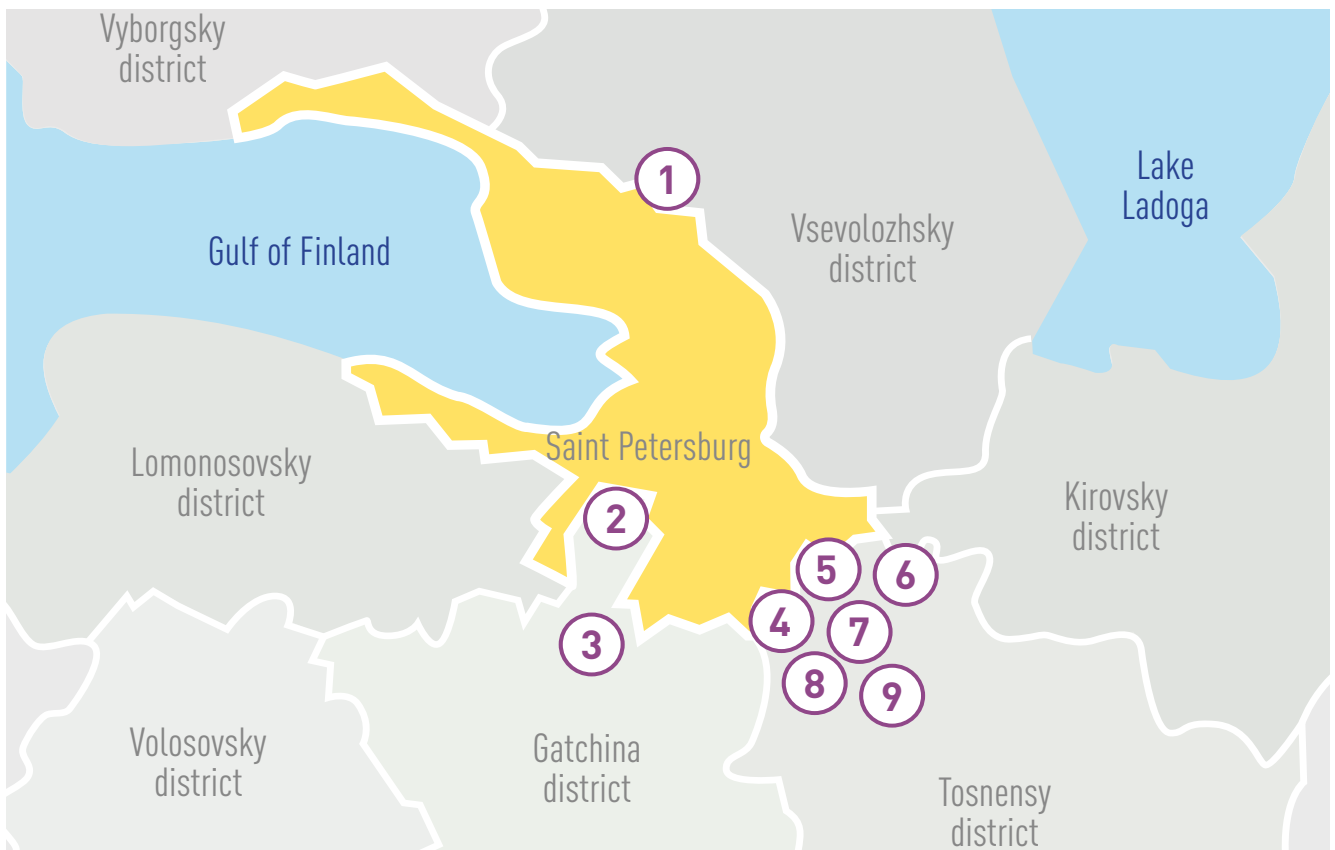 Vyborgsky
district
1
Lake
Ladoga
Gulf of Finland
Vsevolozhsky
district
Saint Petersburg
Lomonosovsky
district
Kirovsky
district
2
5
6
4
7
3
8
9
Volosovsky
district
Gatchina
district
Tosnensy
district